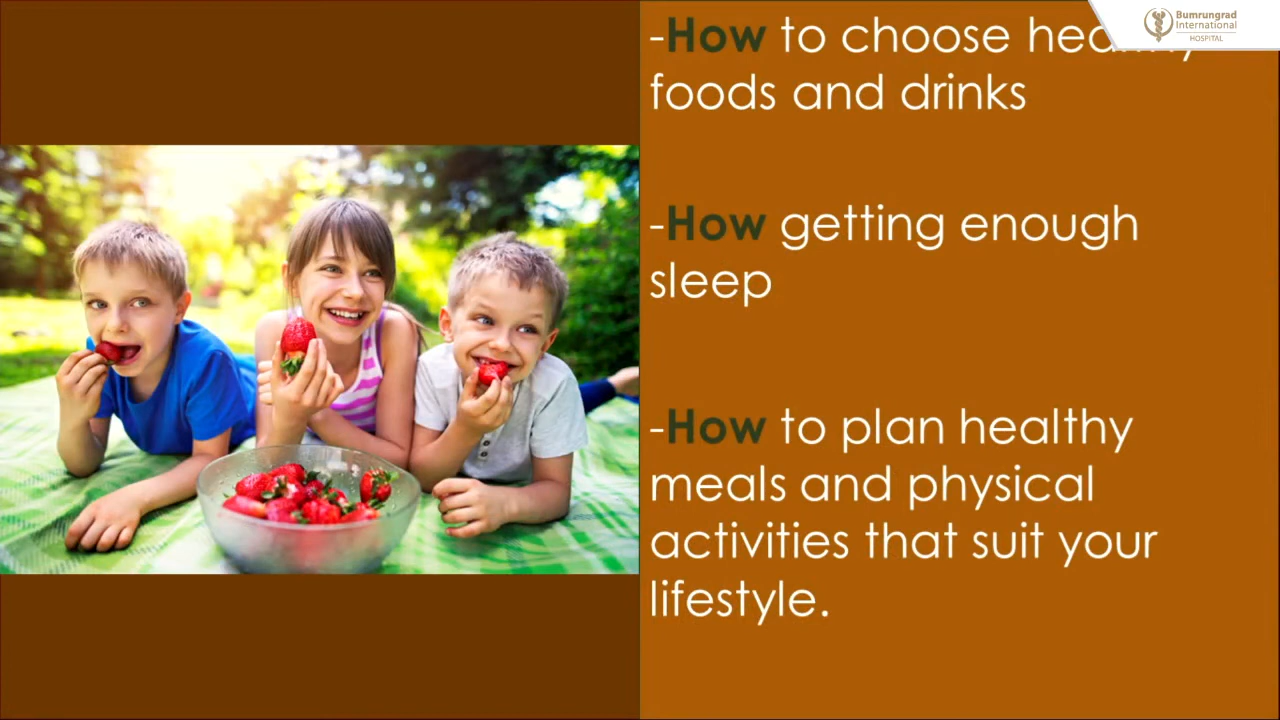 -How to choose
foods and drinks
-How getting enough
sleep
-How to plan healthy
meals and physical
activities that suit your
lifestyle.
Bumrungrad
International
HOSPITAL